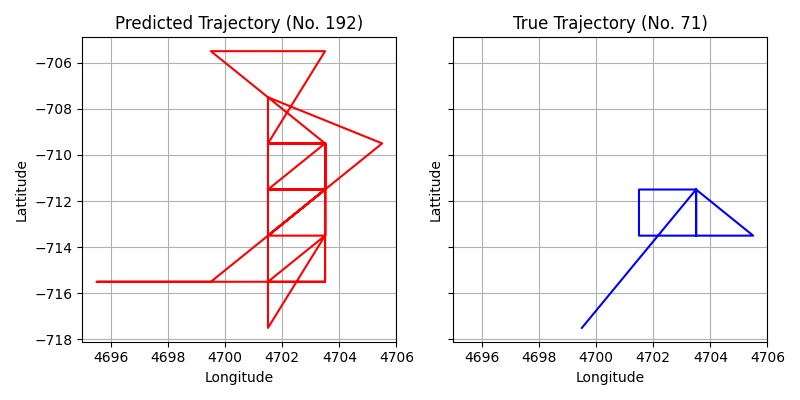 Predicted Trajectory (No. 192)
Lattitude
−706
−708
−710
−712
−714
−716
−718
4696 4698 4700 4702 4704 4706
Longitude
True Trajectory (No. 71)
Lattitude
4696 4698 4700 4702 4704 4706
Longitude